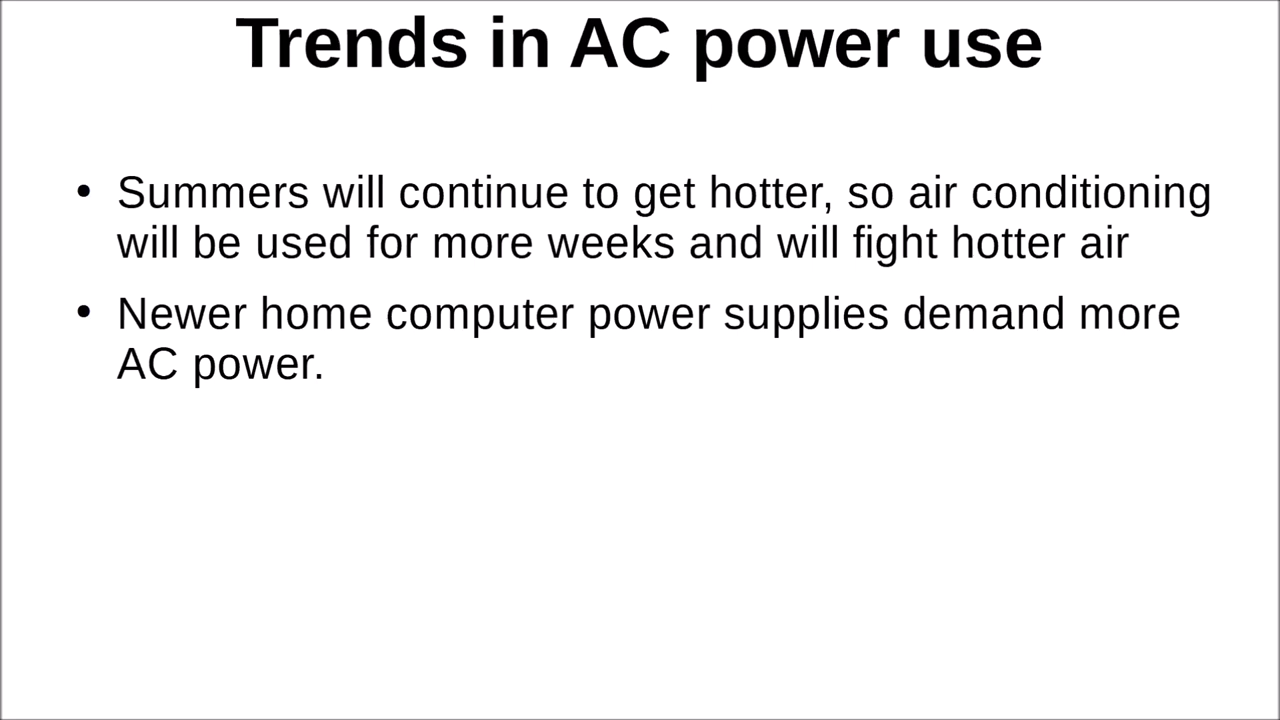 Trends in AC power use
• Summers will continue to get hotter, so air conditioning
will be used for more weeks and will fight hotter air
• Newer home computer power supplies demand more
AC power.